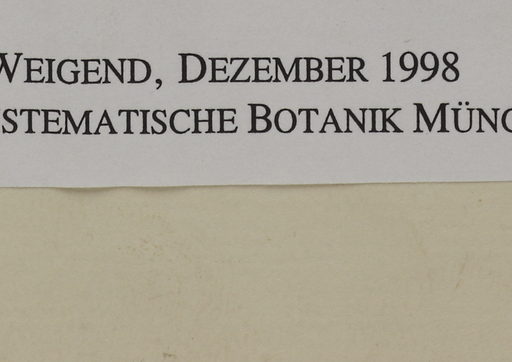 WEIGEND, DEZEMBER 1998
STEMATISCHE BOTANIK MÜNC